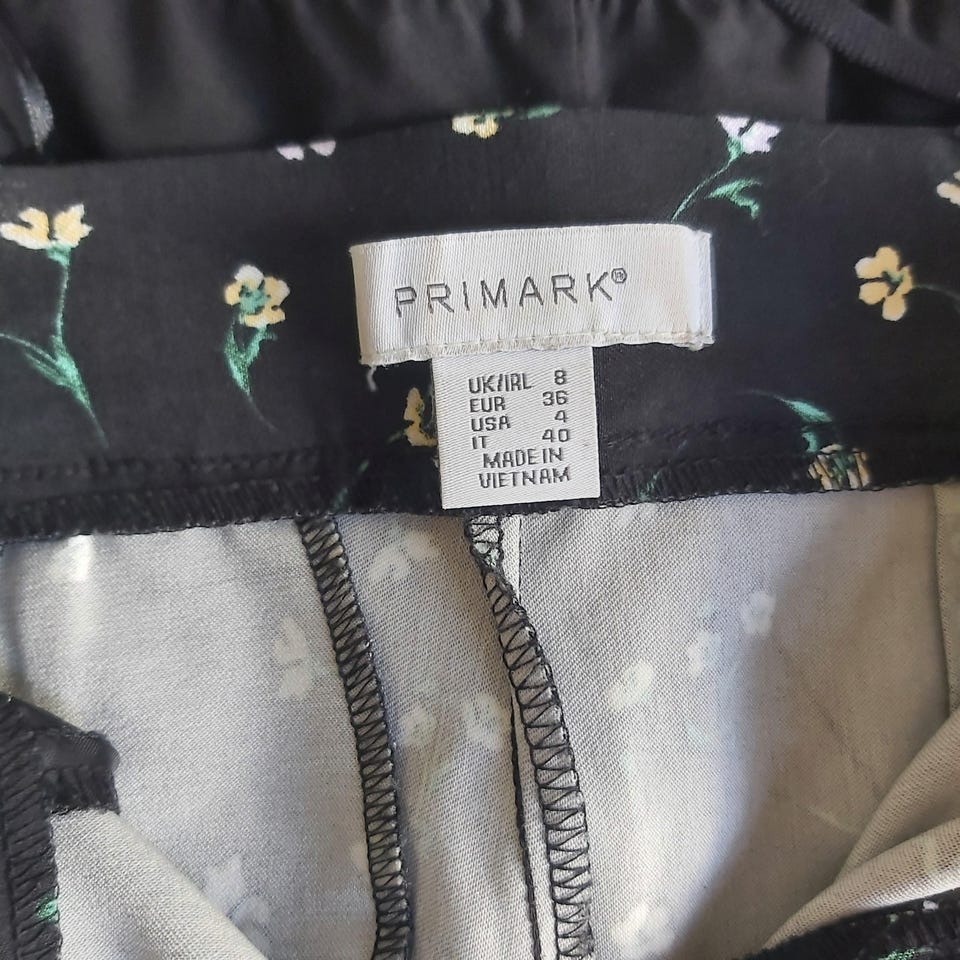 PRIMARK®
UK/IRL 8
EUR 36
USA 4
IT 40
MADE IN
VIETNAM